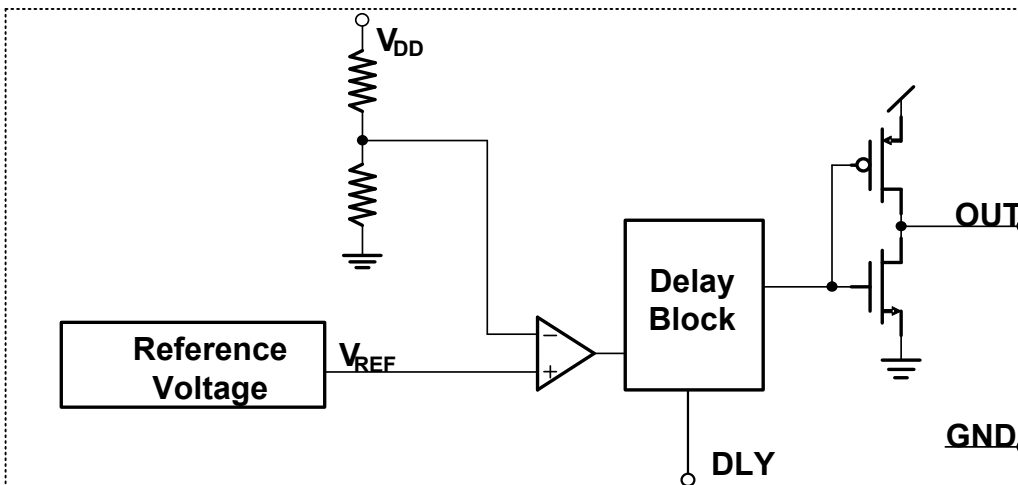 VDD
OUT
Delay
Block
Reference
Voltage
VREF
−
+
GND
DLY